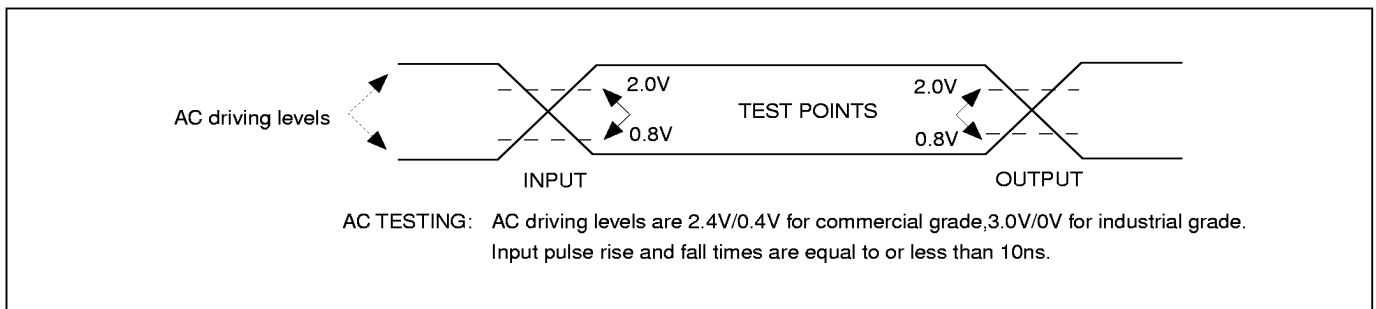 2.0V
2.0V
AC driving levels
TEST POINTS
0.8V
0.8V
INPUT
OUTPUT
AC TESTING: AC driving levels are 2.4V/0.4V for commercial grade,3.0V/0V for industrial grade.
Input pulse rise and fall times are equal to or less than 10ns.